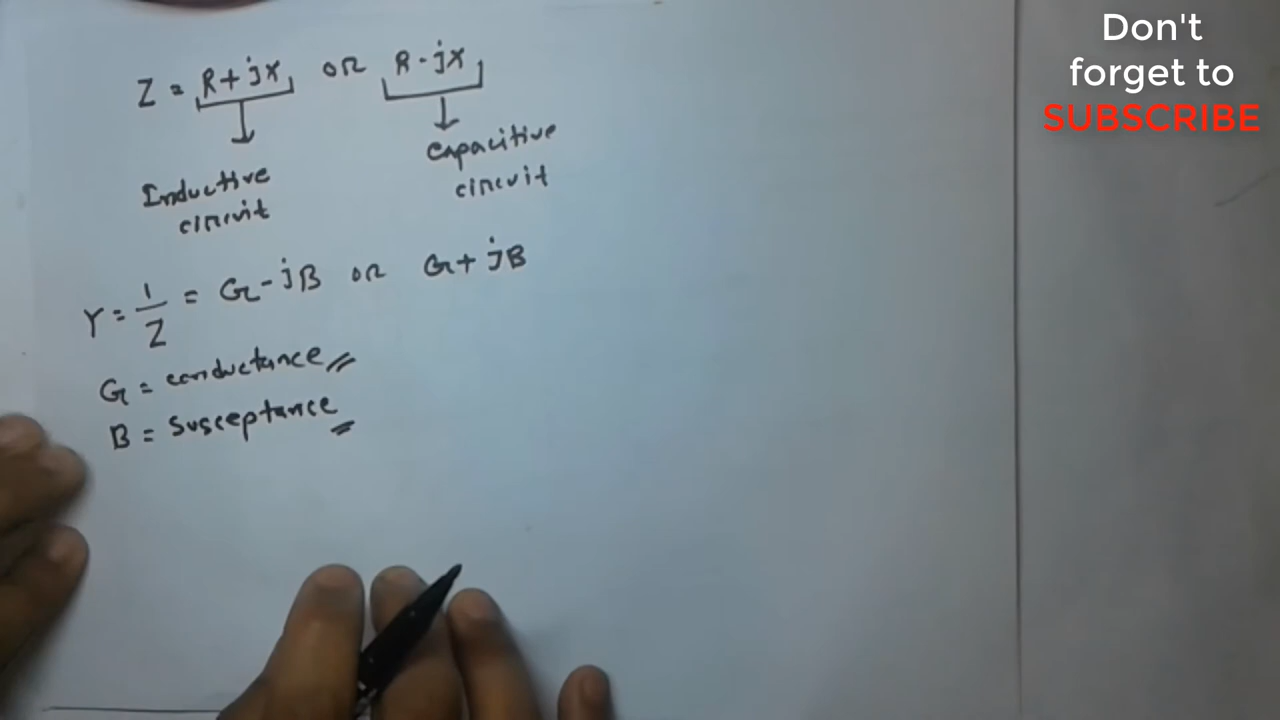 Z = R + jX or R - jX
Inductive circuit
Capacitive circuit
Y = 1/Z = G - jB or G + jB
G = conductance
B = Susceptance
Don't
forget to
SUBSCRIBE